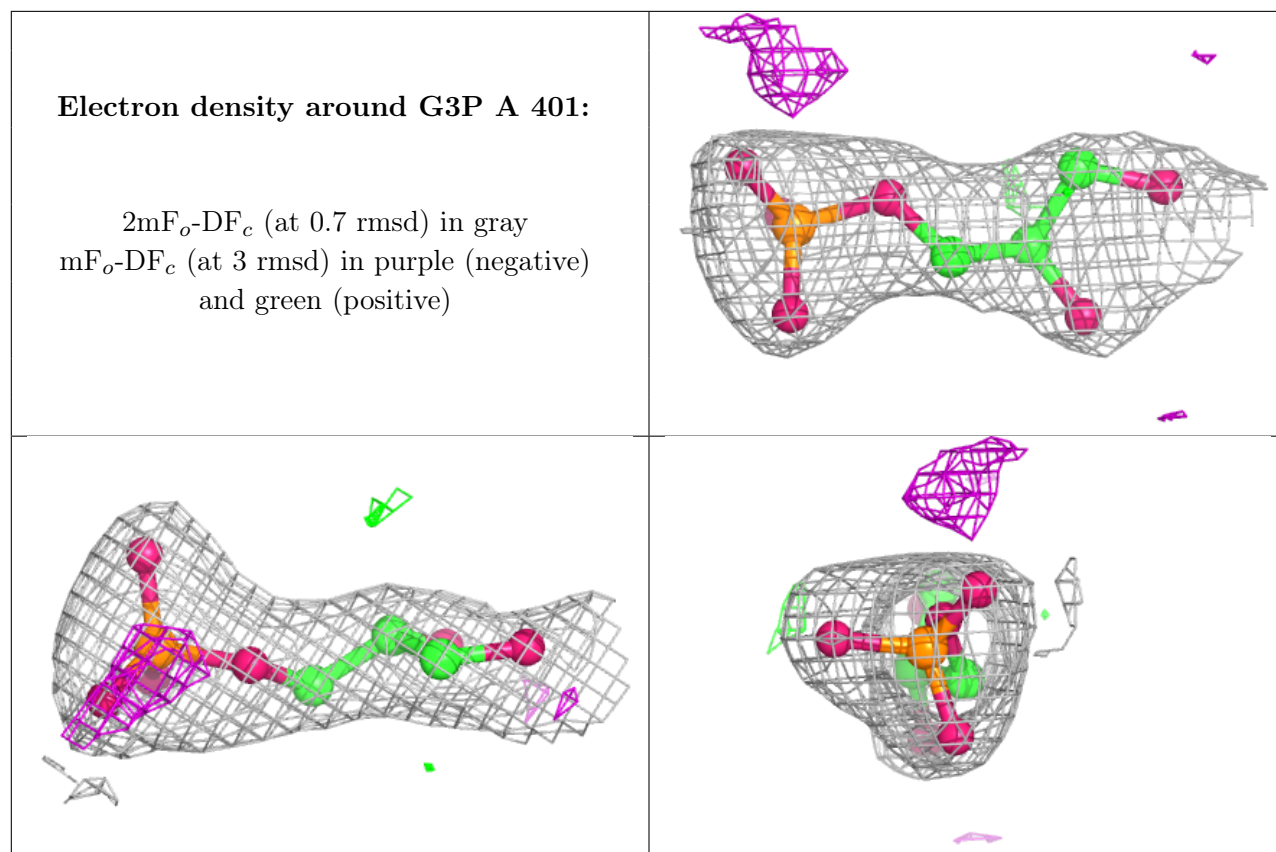 Electron density around G3P A 401:
2mFo-DFc (at 0.7 rmsd) in gray
mFo-DFc (at 3 rmsd) in purple (negative)
and green (positive)